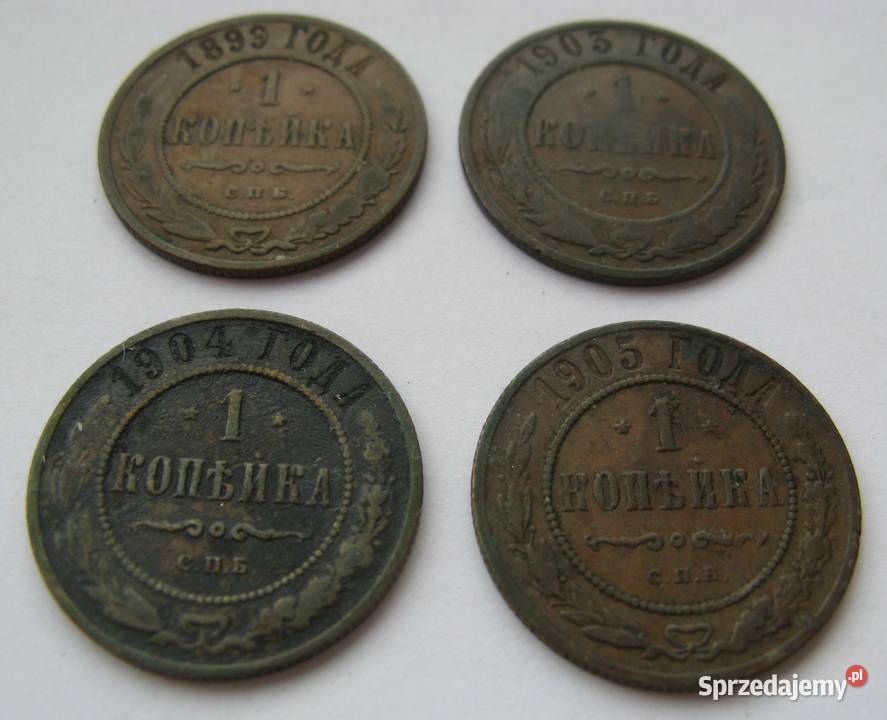 1899 ГОДА
· 1 ·
КОПѢЙКА
С.П.Б.
1903 ГОДА
· 1 ·
КОПѢЙКА
С.П.Б.
1904 ГОДА
* 1 *
КОПѢЙКА
С.П.Б.
1905 ГОДА
* 1 *
КОПѢЙКА
С.П.Б.
Sprzedajemy.pl